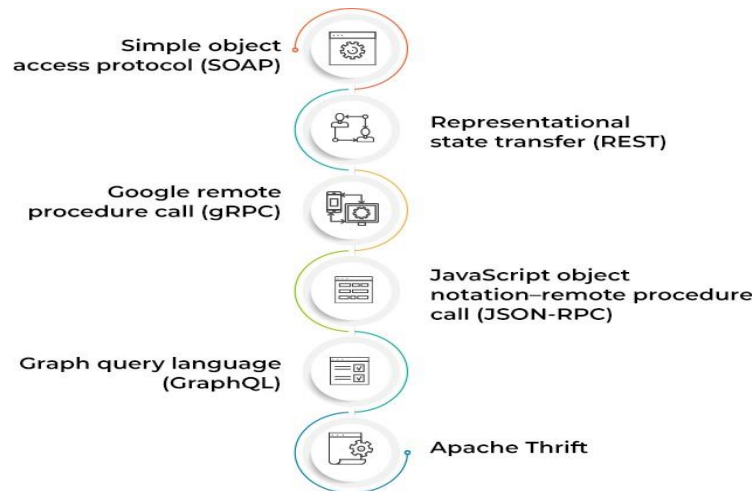 Simple object
access protocol (SOAP)
Representational
state transfer (REST)
Google remote
procedure call (gRPC)
JavaScript object
notation–remote procedure
call (JSON-RPC)
Graph query language
(GraphQL)
Apache Thrift